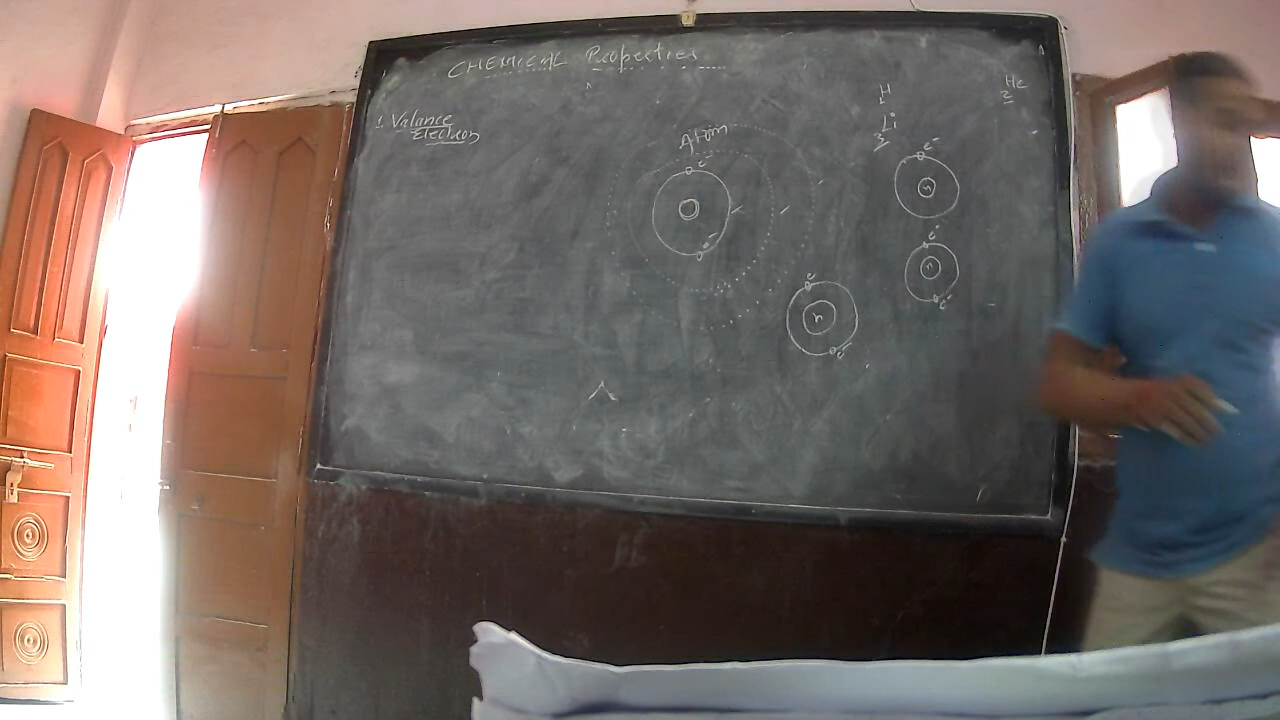 CHEMICAL Properties
1. Valance
Electron
Atom
e-
e-
H
1
Li
3
He
2
e-
n
e-
n
e-
e
n
e-